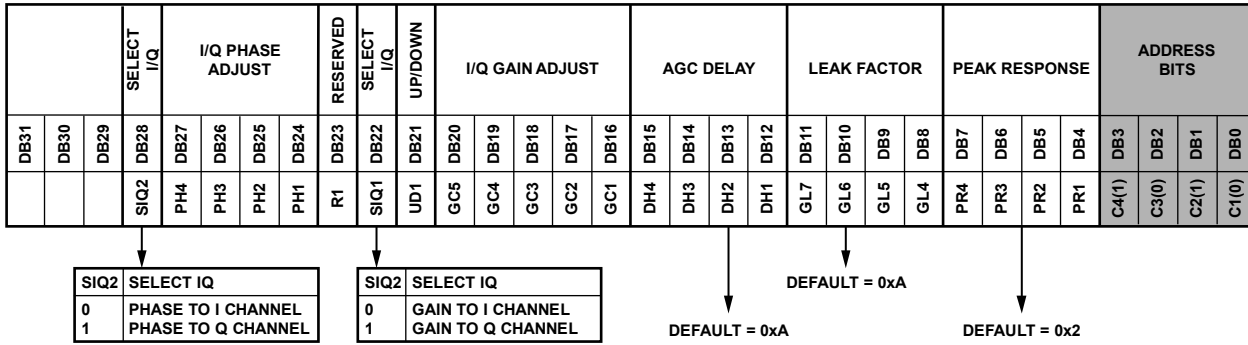 SELECT I/Q
I/Q PHASE ADJUST
RESERVED
SELECT I/Q
UP/DOWN
I/Q GAIN ADJUST
AGC DELAY
LEAK FACTOR
PEAK RESPONSE
ADDRESS BITS
DB31 DB30 DB29 DB28 DB27 DB26 DB25 DB24 DB23 DB22 DB21 DB20 DB19 DB18 DB17 DB16 DB15 DB14 DB13 DB12 DB11 DB10 DB9 DB8 DB7 DB6 DB5 DB4 DB3 DB2 DB1 DB0
SIQ2 PH4 PH3 PH2 PH1 R1 SIQ1 UD1 GC5 GC4 GC3 GC2 GC1 DH4 DH3 DH2 DH1 GL7 GL6 GL5 GL4 PR4 PR3 PR2 PR1 C4(1) C3(0) C2(1) C1(0)
SIQ2 SELECT IQ
0 PHASE TO I CHANNEL
1 PHASE TO Q CHANNEL
SIQ2 SELECT IQ
0 GAIN TO I CHANNEL
1 GAIN TO Q CHANNEL
DEFAULT = 0xA
DEFAULT = 0xA
DEFAULT = 0x2